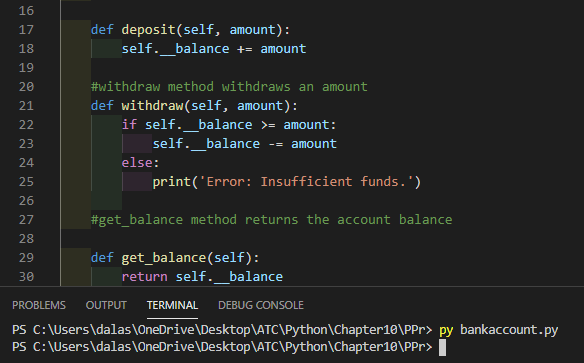 16
17 def deposit(self, amount):
18 self.__balance += amount
19
20 #withdraw method withdraws an amount
21 def withdraw(self, amount):
22 if self.__balance >= amount:
23 self.__balance -= amount
24 else:
25 print('Error: Insufficient funds.')
26
27 #get_balance method returns the account balance
28
29 def get_balance(self):
30 return self.__balance
PROBLEMS OUTPUT TERMINAL DEBUG CONSOLE
PS C:\Users\dalas\OneDrive\Desktop\ATC\Python\Chapter10\PPr> py bankaccount.py
PS C:\Users\dalas\OneDrive\Desktop\ATC\Python\Chapter10\PPr>